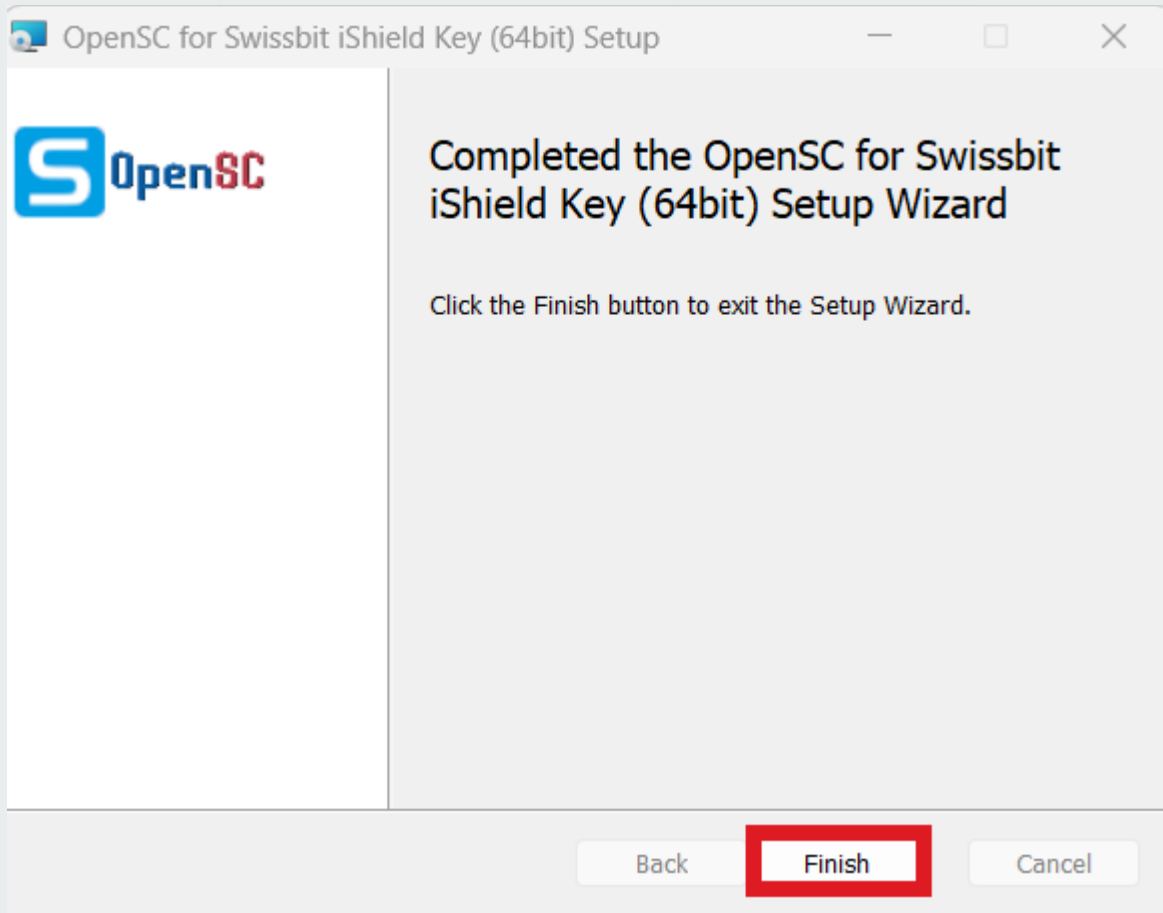 OpenSC for Swissbit iShield Key (64bit) Setup
S OpenSC
Completed the OpenSC for Swissbit
iShield Key (64bit) Setup Wizard
Click the Finish button to exit the Setup Wizard.
Back
Finish
Cancel